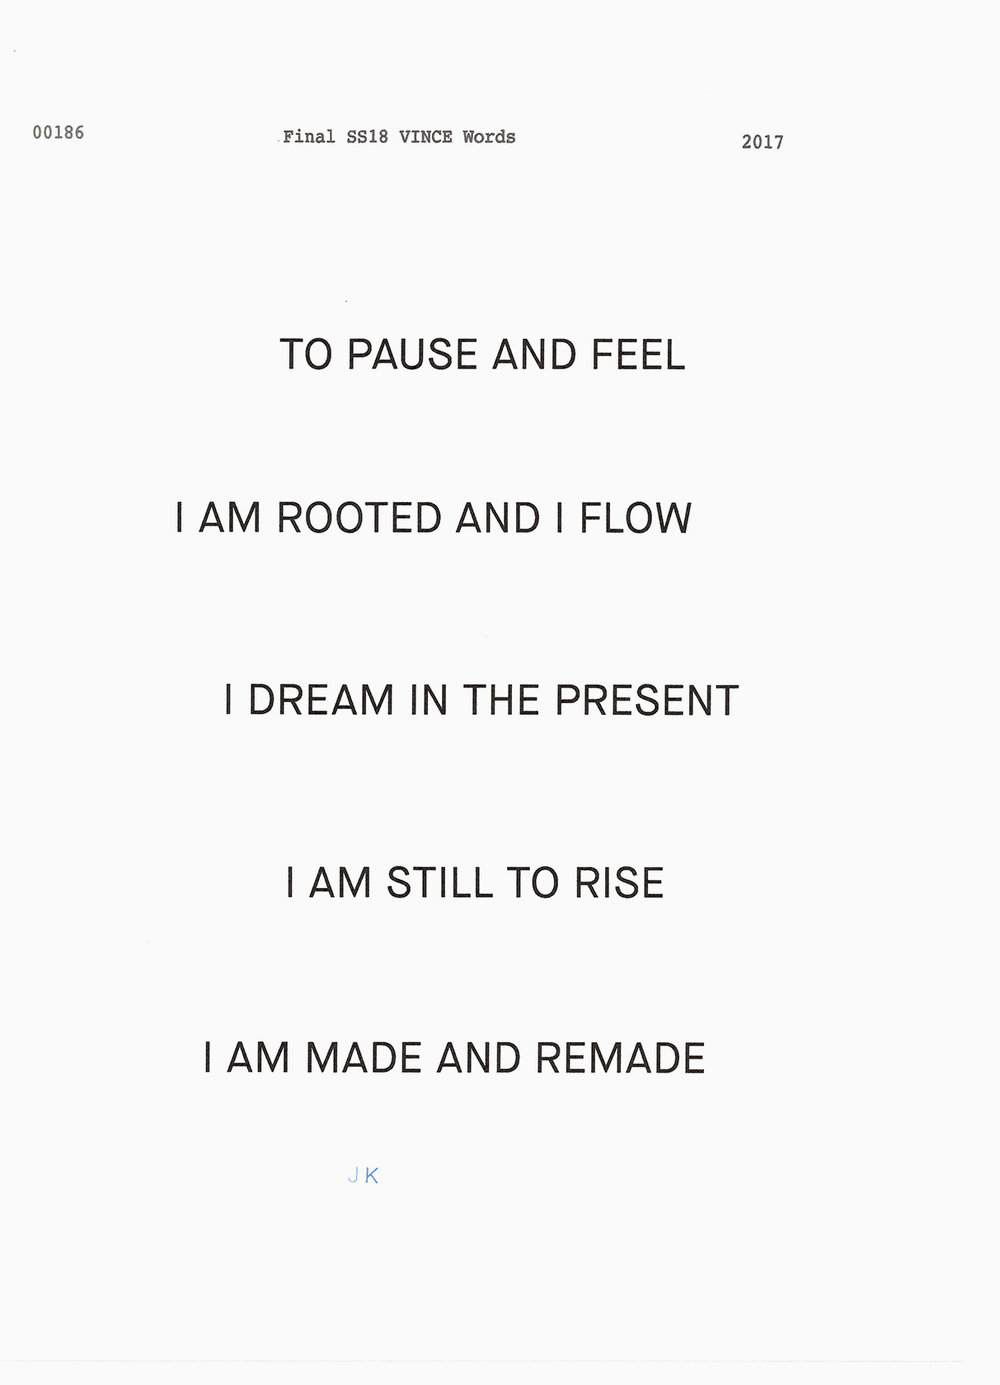 00186 Final SS18 VINCE Words 2017
TO PAUSE AND FEEL
I AM ROOTED AND I FLOW
I DREAM IN THE PRESENT
I AM STILL TO RISE
I AM MADE AND REMADE
JK